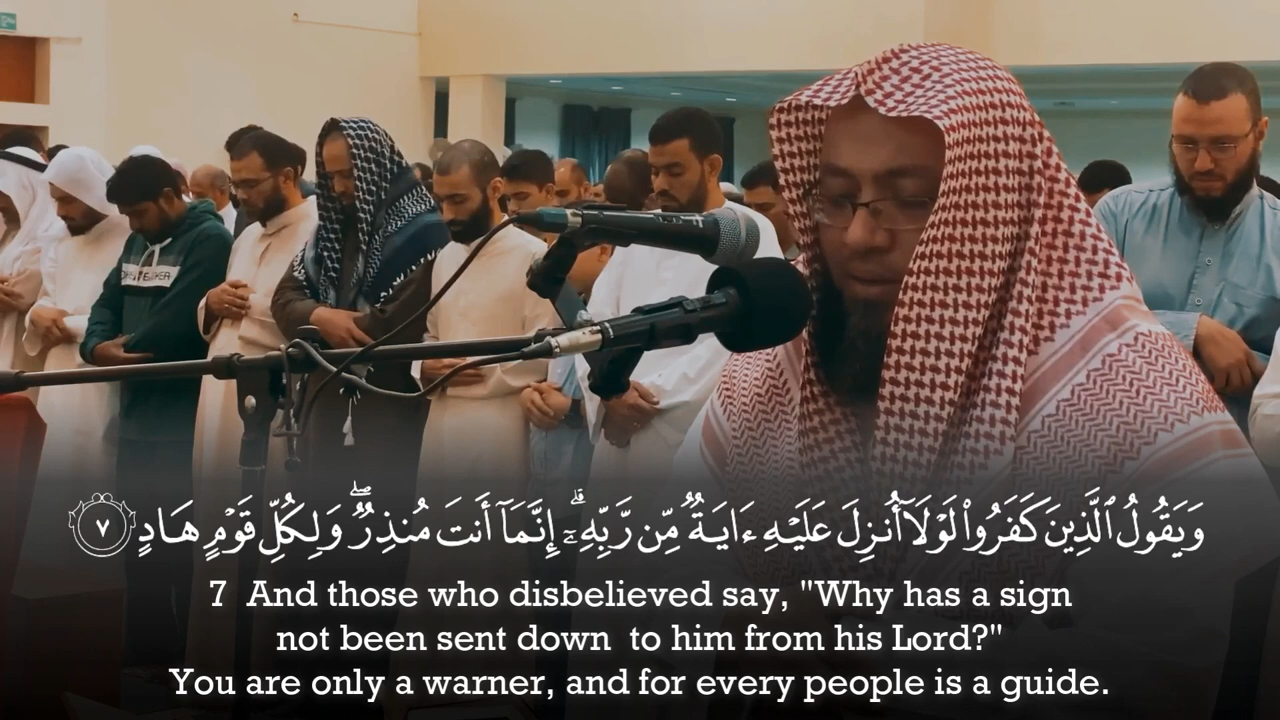 وَيَقُولُ ٱلَّذِينَ كَفَرُوا۟ لَوْلَآ أُنزِلَ عَلَيْهِ ءَايَةٌ مِّن رَّبِّهِۦٓ ۗ إِنَّمَآ أَنتَ مُنذِرٌ ۖ وَلِكُلِّ قَوْمٍ هَادٍ ٧
7 And those who disbelieved say, "Why has a sign
not been sent down to him from his Lord?"
You are only a warner, and for every people is a guide.